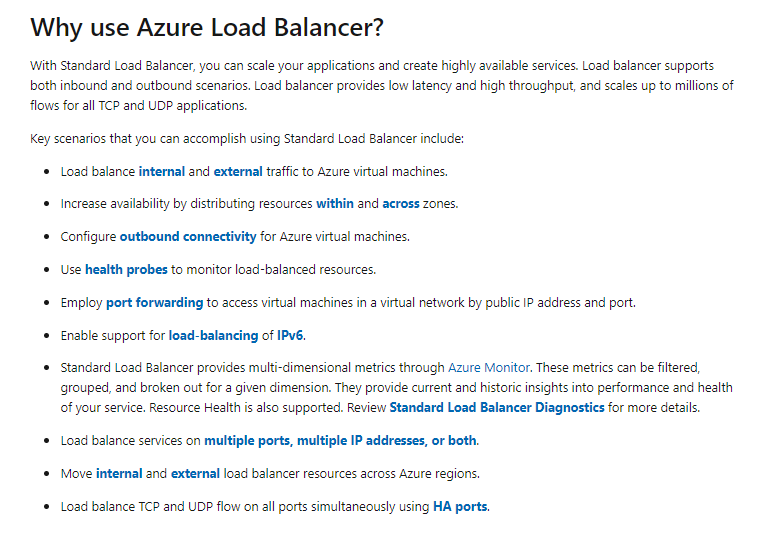 Why use Azure Load Balancer?
With Standard Load Balancer, you can scale your applications and create highly available services. Load balancer supports
both inbound and outbound scenarios. Load balancer provides low latency and high throughput, and scales up to millions of
flows for all TCP and UDP applications.
Key scenarios that you can accomplish using Standard Load Balancer include:
• Load balance internal and external traffic to Azure virtual machines.
• Increase availability by distributing resources within and across zones.
• Configure outbound connectivity for Azure virtual machines.
• Use health probes to monitor load-balanced resources.
• Employ port forwarding to access virtual machines in a virtual network by public IP address and port.
• Enable support for load-balancing of IPv6.
• Standard Load Balancer provides multi-dimensional metrics through Azure Monitor. These metrics can be filtered,
grouped, and broken out for a given dimension. They provide current and historic insights into performance and health
of your service. Resource Health is also supported. Review Standard Load Balancer Diagnostics for more details.
• Load balance services on multiple ports, multiple IP addresses, or both.
• Move internal and external load balancer resources across Azure regions.
• Load balance TCP and UDP flow on all ports simultaneously using HA ports.